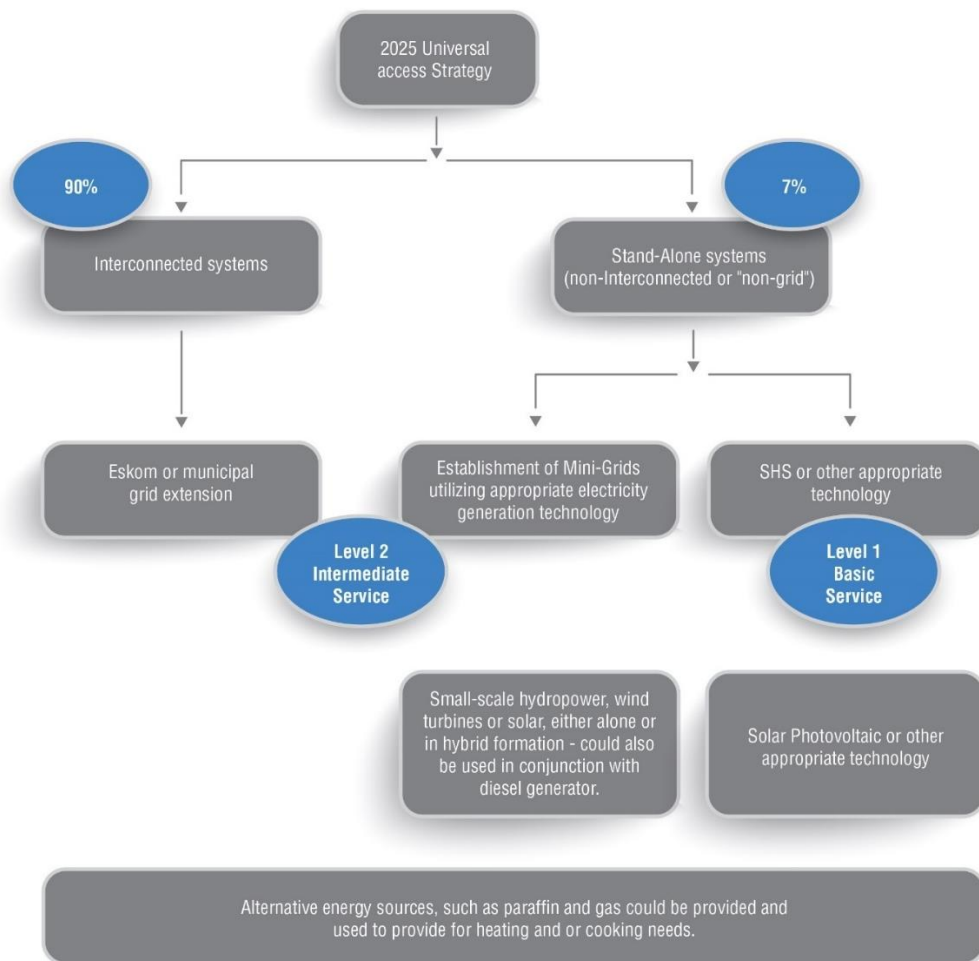 2025 Universal
access Strategy
90%
7%
Interconnected systems
Stand-Alone systems
(non-Interconnected or "non-grid")
Eskom or municipal
grid extension
Establishment of Mini-Grids
utilizing appropriate electricity
generation technology
SHS or other appropriate
technology
Level 2
Intermediate
Service
Level 1
Basic
Service
Small-scale hydropower, wind
turbines or solar, either alone or
in hybrid formation - could also
be used in conjunction with
diesel generator.
Solar Photovoltaic or other
appropriate technology
Alternative energy sources, such as paraffin and gas could be provided and
used to provide for heating and or cooking needs.